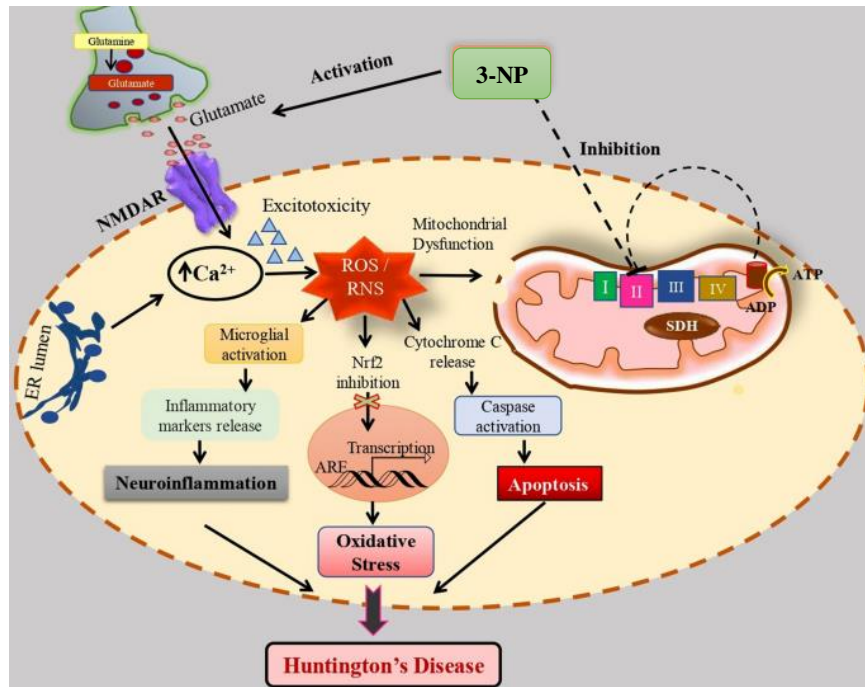 Glutamine
Glutamate
Glutamate
Activation
3-NP
Inhibition
NMDAR
Excitotoxicity
Mitochondrial
Dysfunction
↑Ca²⁺
ROS /
RNS
I
II
III
IV
ATP
ADP
SDH
ER lumen
Microglial
activation
Nrf2
inhibition
Cytochrome C
release
Inflammatory
markers release
Caspase
activation
Transcription
ARE
Neuroinflammation
Apoptosis
Oxidative
Stress
Huntington's Disease